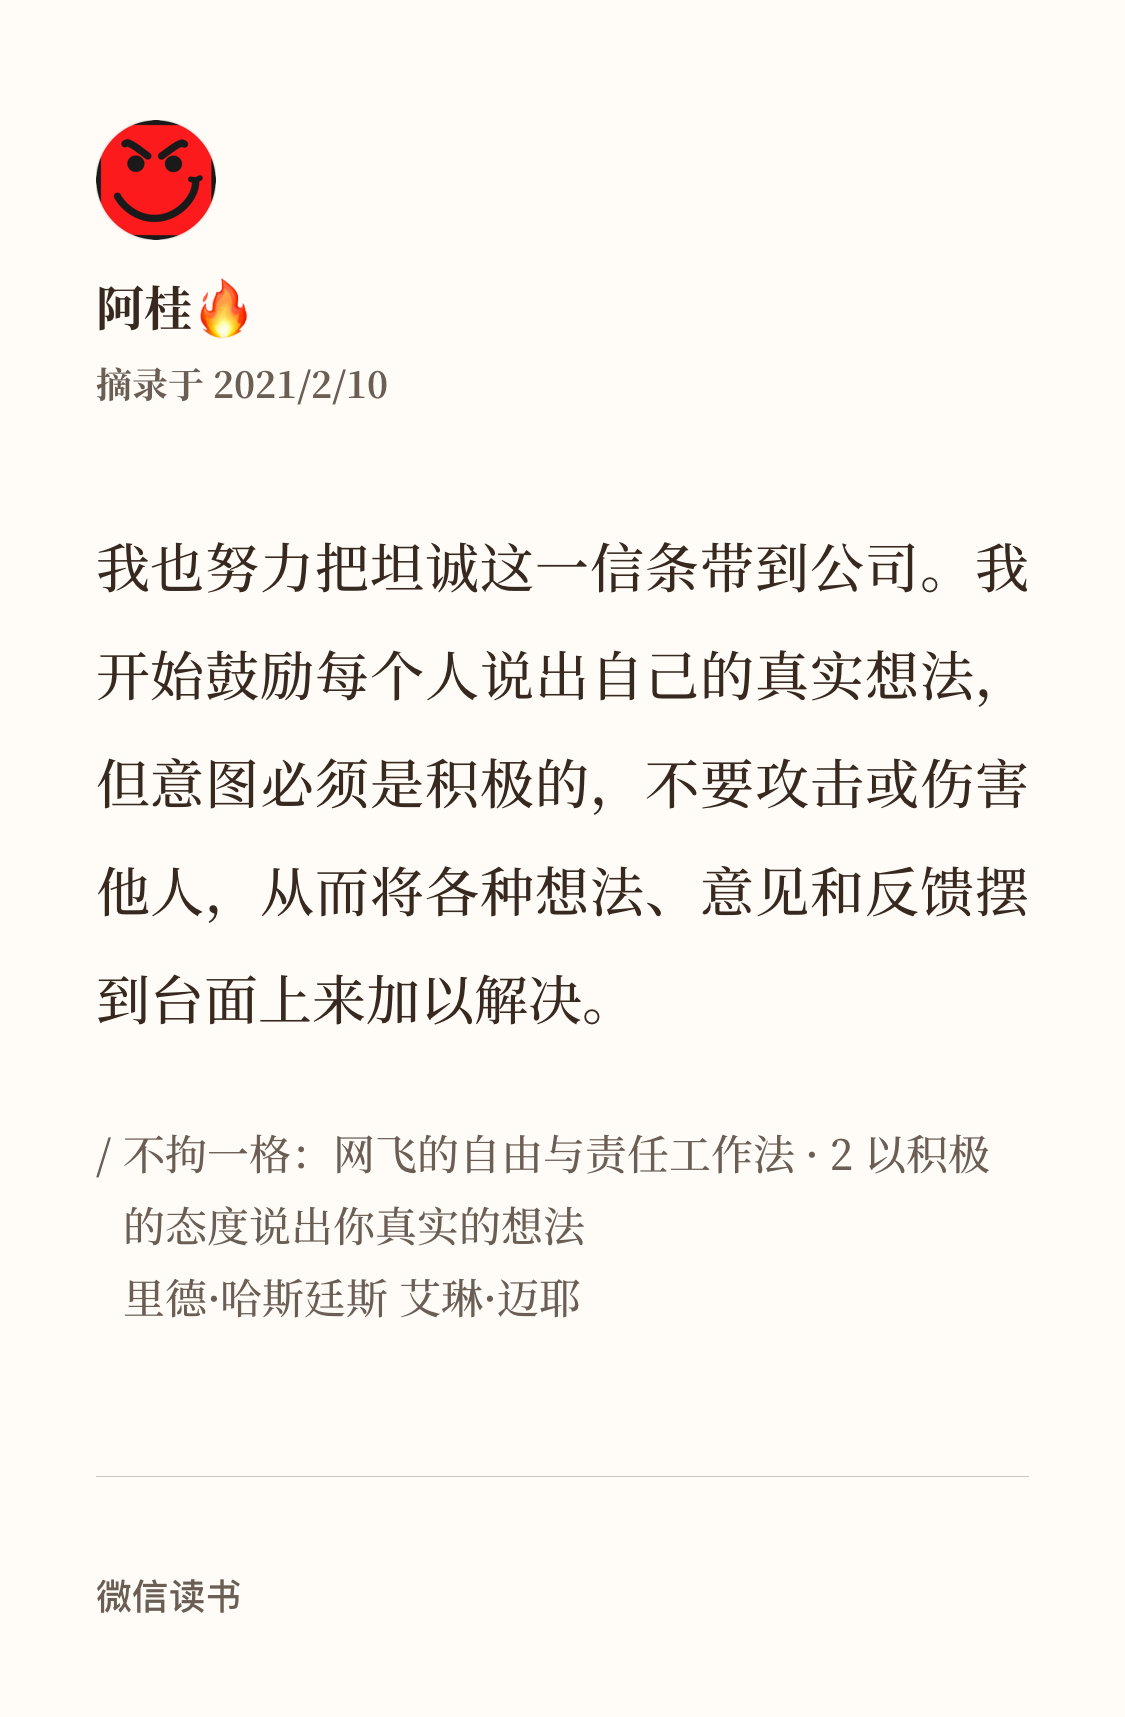 阿桂🔥
摘录于 2021/2/10
我也努力把坦诚这一信条带到公司。我
开始鼓励每个人说出自己的真实想法，
但意图必须是积极的，不要攻击或伤害
他人，从而将各种想法、意见和反馈摆
到台面上来加以解决。
/ 不拘一格：网飞的自由与责任工作法 · 2 以积极
的态度说出你真实的想法
里德·哈斯廷斯 艾琳·迈耶
微信读书